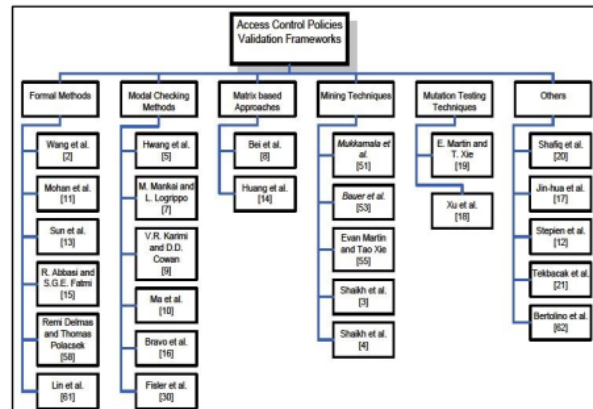 Access Control Policies
Validation Frameworks
Formal Methods
Modal Checking
Methods
Matrix based
Approaches
Mining Techniques
Mutation Testing
Techniques
Others
Wang et al.
[2]
Mohan et al.
[11]
Sun et al.
[13]
R. Abbasi and
S.G.E. Fatmi
[15]
Remi Delmas
and Thomas
Polacsek
[58]
Lin et al.
[61]
Hwang et al.
[5]
M. Mankai and
L. Logrippo
[7]
V.R. Karimi and
D.D.
Cowan
[9]
Ma et al.
[10]
Bravo et al.
[16]
Fisler et al.
[30]
Bei et al.
[8]
Huang et al.
[14]
Mukkamala et
al.
[51]
Bauer et al.
[53]
Evan Martin
and Tao Xie
[55]
Shaikh et al.
[3]
Shaikh et al.
[4]
E. Martin and
T. Xie
[19]
Xu et al.
[18]
Shafiq et al.
[20]
Jin-hua et al.
[17]
Stepien et al.
[12]
Tekbacak et al.
[21]
Bertolino et al.
[62]